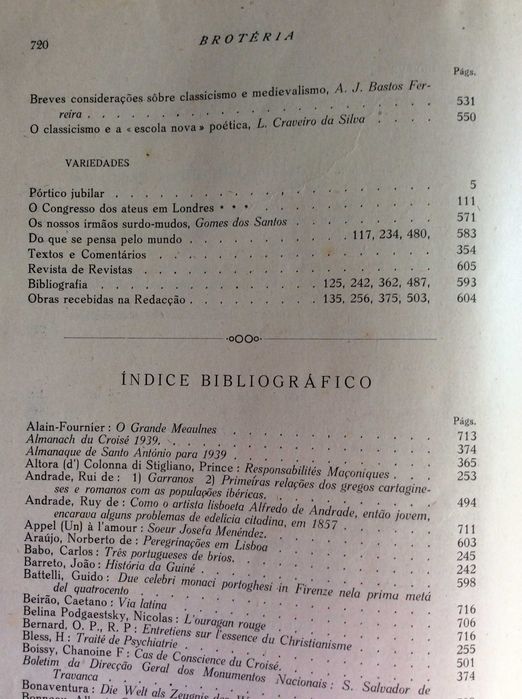 720
BROTÉRIA
Págs.
Breves considerações sôbre classicismo e medievalismo, A. J. Bastos Fer-
reira . . . . . . . . . . . . . . . 531
O classicismo e a «escola nova» poética, L. Craveiro da Silva . . . . 550
VARIEDADES
Pórtico jubilar . . . . . . . . . . . . . . 5
O Congresso dos ateus em Londres * * * . . . . . . . . 111
Os nossos irmãos surdo-mudos, Gomes dos Santos . . . . . . . 571
Do que se pensa pelo mundo . . . . . . . 117, 234, 480, 583
Textos e Comentários . . . . . . . . . . . . 354
Revista de Revistas . . . . . . . . . . . . 605
Bibliografia . . . . . . . . . 125, 242, 362, 487, 593
Obras recebidas na Redacção . . . . . . 135, 256, 375, 503, 604
ÍNDICE BIBLIOGRÁFICO
Págs.
Alain-Fournier: O Grande Meaulnes . . . . . . . . . 713
Almanach du Croisé 1939. . . . . . . . . . . . 374
Almanaque de Santo António para 1939 . . . . . . . . 365
Altora (d') Colonna di Stigliano, Prince: Responsabilités Maçoniques . . . 253
Andrade, Rui de: 1) Garranos 2) Primeiras relações dos gregos cartagine-
ses e romanos com as populações ibéricas. . . . . . . 494
Andrade, Ruy de: Como o artista lisboeta Alfredo de Andrade, então jovem,
encarava alguns problemas de edelícia citadina, em 1857 . . . . 711
Appel (Un) à l'amour: Soeur Josefa Menéndez. . . . . . . 603
Araújo, Norberto de: Peregrinações em Lisboa . . . . . . 245
Babo, Carlos: Três portugueses de brios. . . . . . . . 242
Barreto, João: História da Guiné . . . . . . . . . 598
Battelli, Guido: Due celebri monaci portoghesi in Firenze nela prima metá
del quatrocento . . . . . . . . . . . 716
Beirão, Caetano: Via latina . . . . . . . . . . 706
Belina Podgaestsky, Nicolas: L'ouragan rouge . . . . . . 716
Bernard, O. P., R. P: Entretiens sur l'essence du Christianisme . . . 255
Bless, H: Traité de Psychiatrie . . . . . . . . . 501
Boissy, Chanoine F: Cas de Conscience du Croisé. . . . . . 374
Boletim da Direcção Geral dos Monumentos Nacionais: S. Salvador de
Travanca
Bonaventura: Die Welt als Zeugnis des